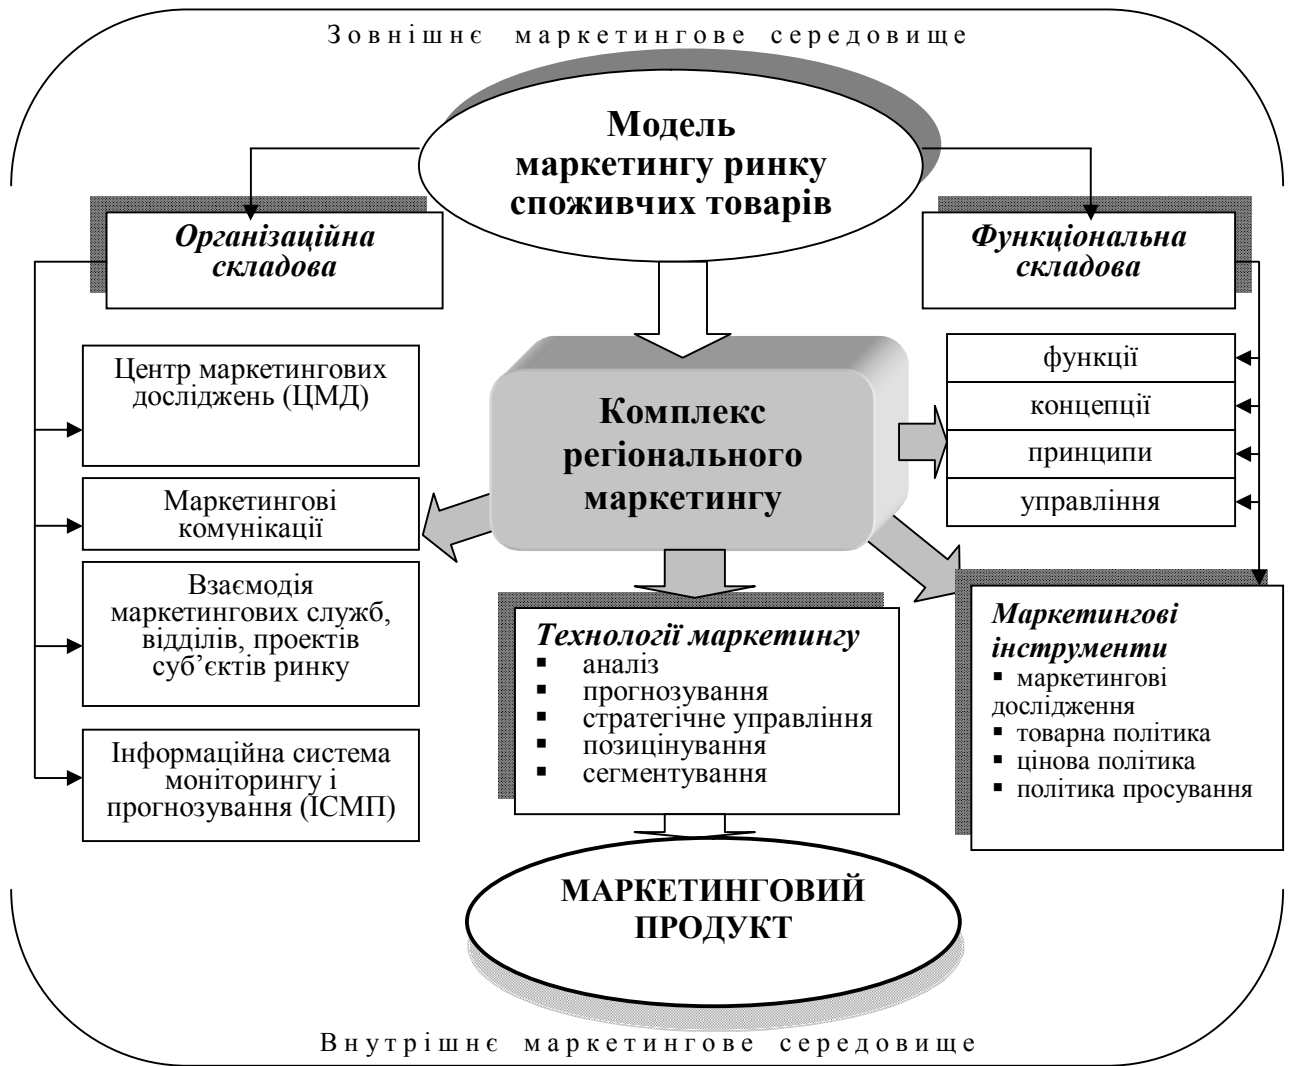 Зовнішнє маркетингове середовище
Модель
маркетингу ринку
споживчих товарів
Організаційна
складова
Функціональна
складова
Центр маркетингових
досліджень (ЦМД)
Маркетингові
комунікації
Взаємодія
маркетингових служб,
відділів, проектів
суб’єктів ринку
Інформаційна система
моніторингу і
прогнозування (ІСМП)
Комплекс
регіонального
маркетингу
функції
концепції
принципи
управління
Технології маркетингу
▪ аналіз
▪ прогнозування
▪ стратегічне управління
▪ позицінування
▪ сегментування
Маркетингові
інструменти
▪ маркетингові
дослідження
▪ товарна політика
▪ цінова політика
▪ політика просування
МАРКЕТИНГОВИЙ
ПРОДУКТ
Внутрішнє маркетингове середовище